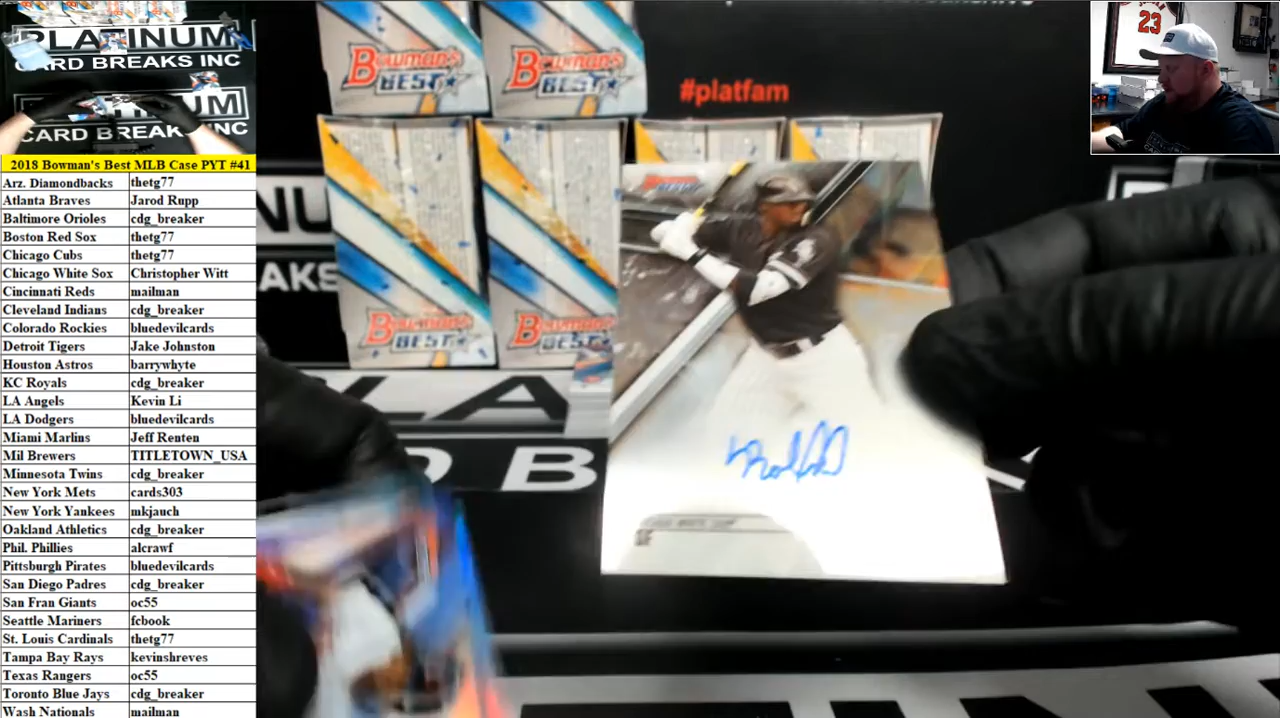 PLATINUM
CARD BREAKS INC
CARD BREAK
INC
2018 Bowman's Best MLB Case PYT #41
Arz. Diamondbacks thetg77
Atlanta Braves Jarod Rupp
Baltimore Orioles cdg_breaker
Boston Red Sox thetg77
Chicago Cubs thetg77
Chicago White Sox Christopher Witt
Cincinnati Reds mailman
Cleveland Indians cdg_breaker
Colorado Rockies bluedevilcards
Detroit Tigers Jake Johnston
Houston Astros barrywhyte
KC Royals cdg_breaker
LA Angels Kevin Li
LA Dodgers bluedevilcards
Miami Marlins Jeff Renten
Mil Brewers TITLETOWN_USA
Minnesota Twins cdg_breaker
New York Mets cards303
New York Yankees mkjauch
Oakland Athletics cdg_breaker
Phil. Phillies alcrawf
Pittsburgh Pirates bluedevilcards
San Diego Padres cdg_breaker
San Fran Giants oc55
Seattle Mariners fcbook
St. Louis Cardinals thetg77
Tampa Bay Rays kevinshreves
Texas Rangers oc55
Toronto Blue Jays cdg_breaker
Wash Nationals mailman
Bowman's BEST
Bowman's BEST
#platfam
Bowman's BEST
Bowman's BEST
23